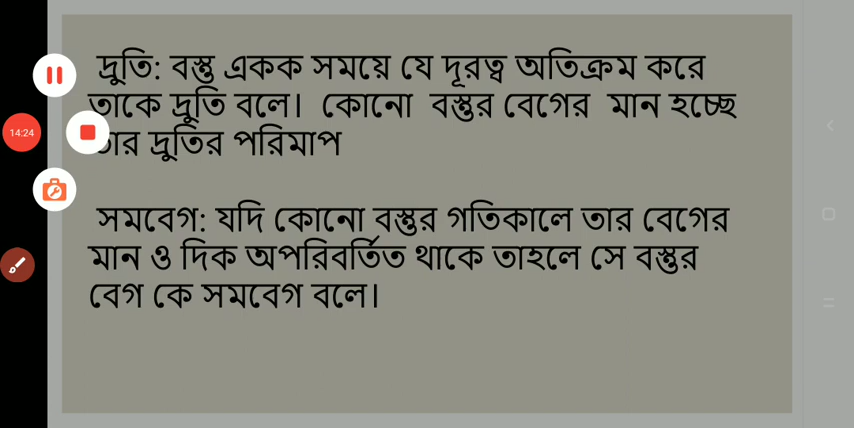 দ্রুতি: বস্তু একক সময়ে যে দূরত্ব অতিক্রম করে
তাকে দ্রুতি বলে। কোনো বস্তুর বেগের মান হচ্ছে
তার দ্রুতির পরিমাপ
14:24
সমবেগ: যদি কোনো বস্তুর গতিকালে তার বেগের
মান ও দিক অপরিবর্তিত থাকে তাহলে সে বস্তুর
বেগ কে সমবেগ বলে।